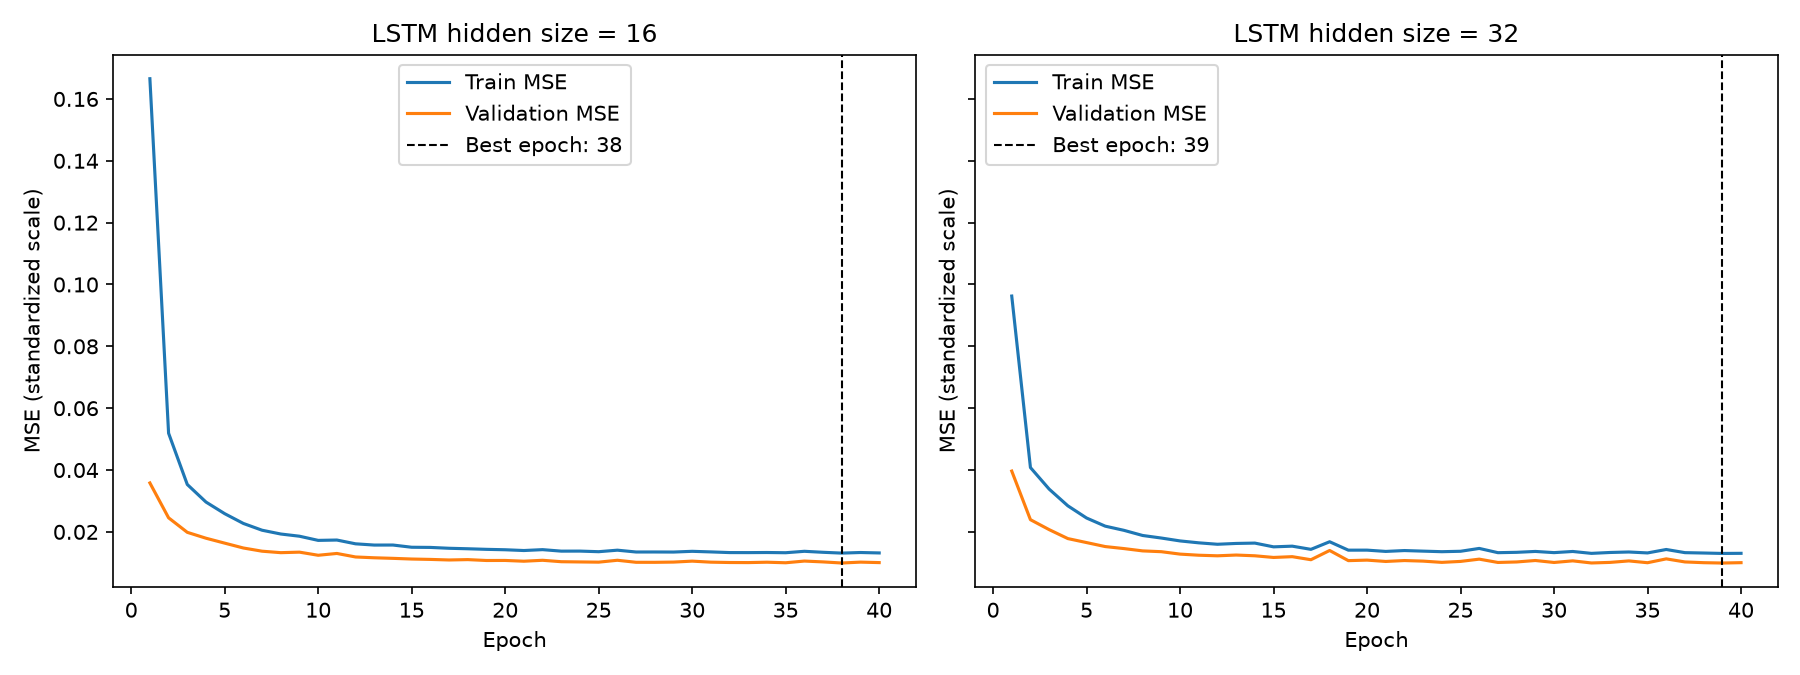 LSTM hidden size = 16
Train MSE
Validation MSE
Best epoch: 38
MSE (standardized scale)
0.16
0.14
0.12
0.10
0.08
0.06
0.04
0.02
0 5 10 15 20 25 30 35 40
Epoch
LSTM hidden size = 32
Train MSE
Validation MSE
Best epoch: 39
MSE (standardized scale)
0 5 10 15 20 25 30 35 40
Epoch